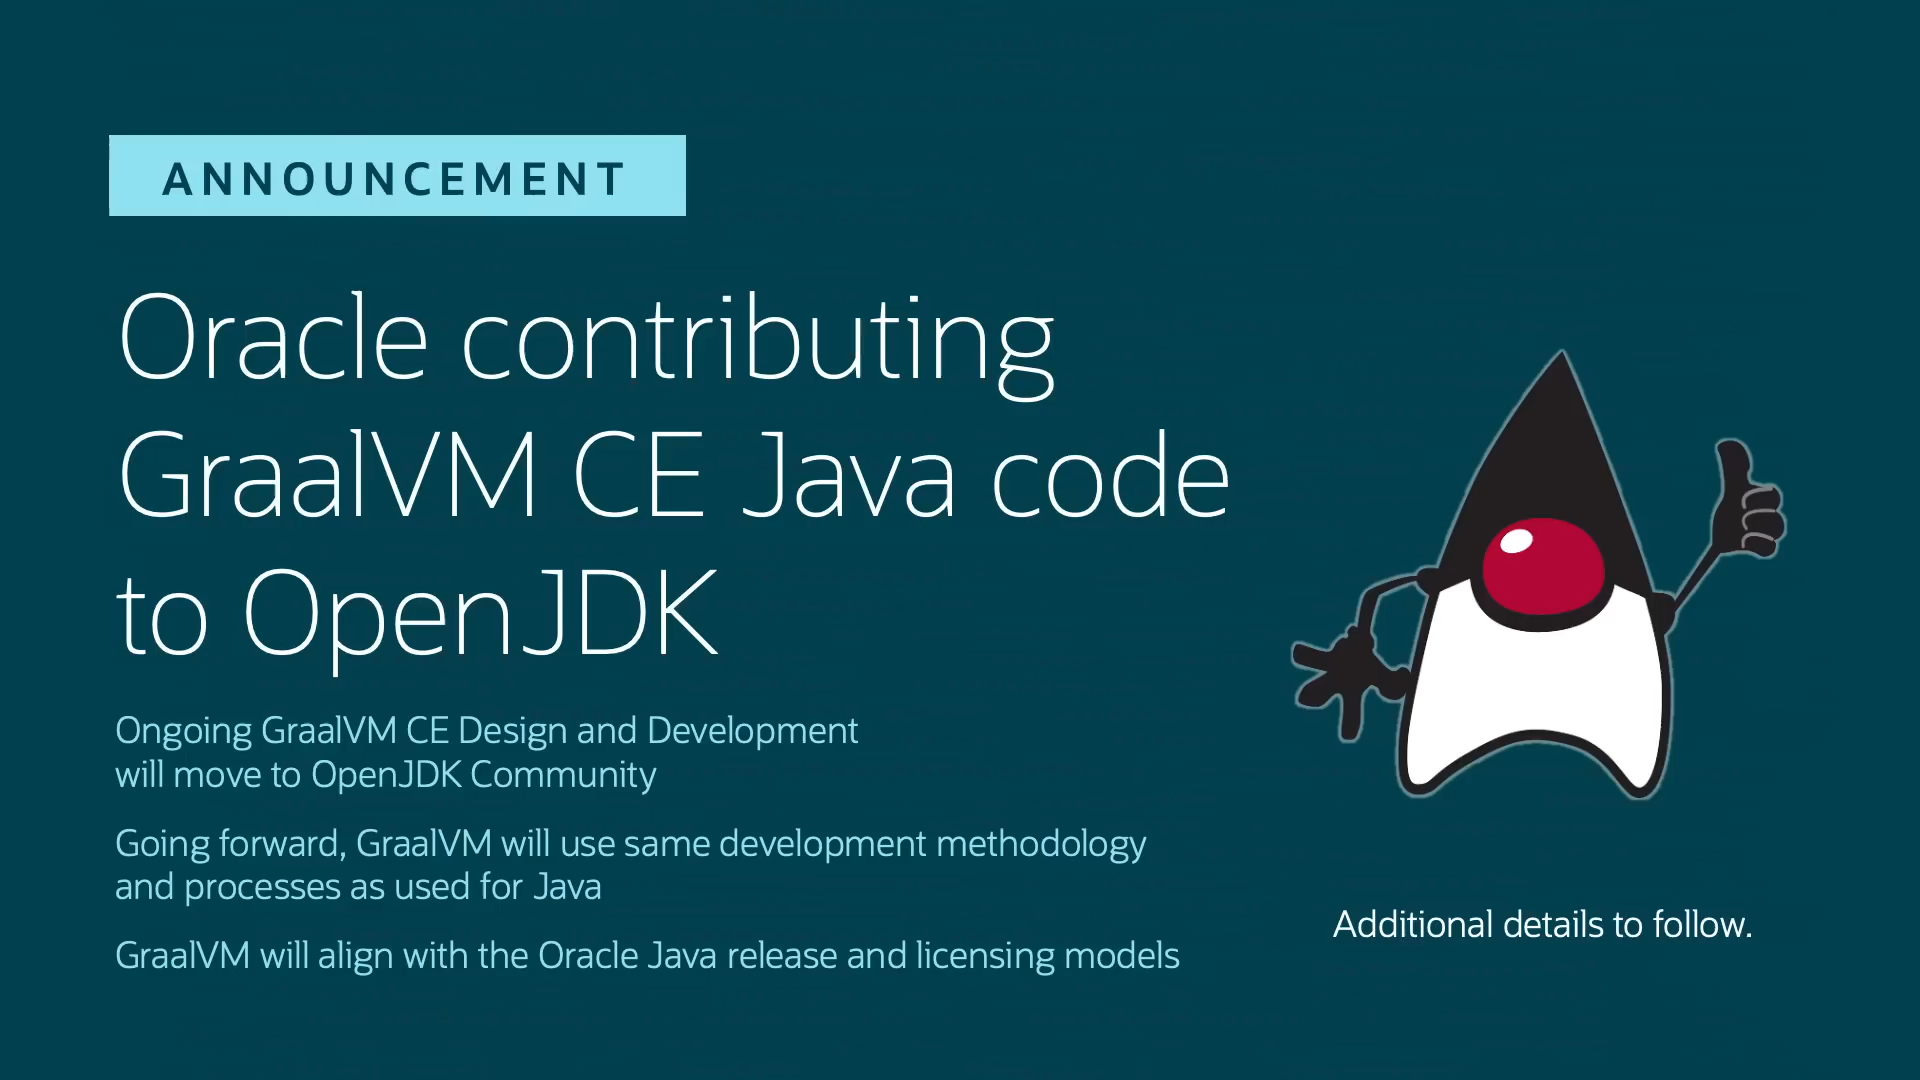 ANNOUNCEMENT
Oracle contributing
GraalVM CE Java code
to OpenJDK
Ongoing GraalVM CE Design and Development
will move to OpenJDK Community
Going forward, GraalVM will use same development methodology
and processes as used for Java
GraalVM will align with the Oracle Java release and licensing models
Additional details to follow.